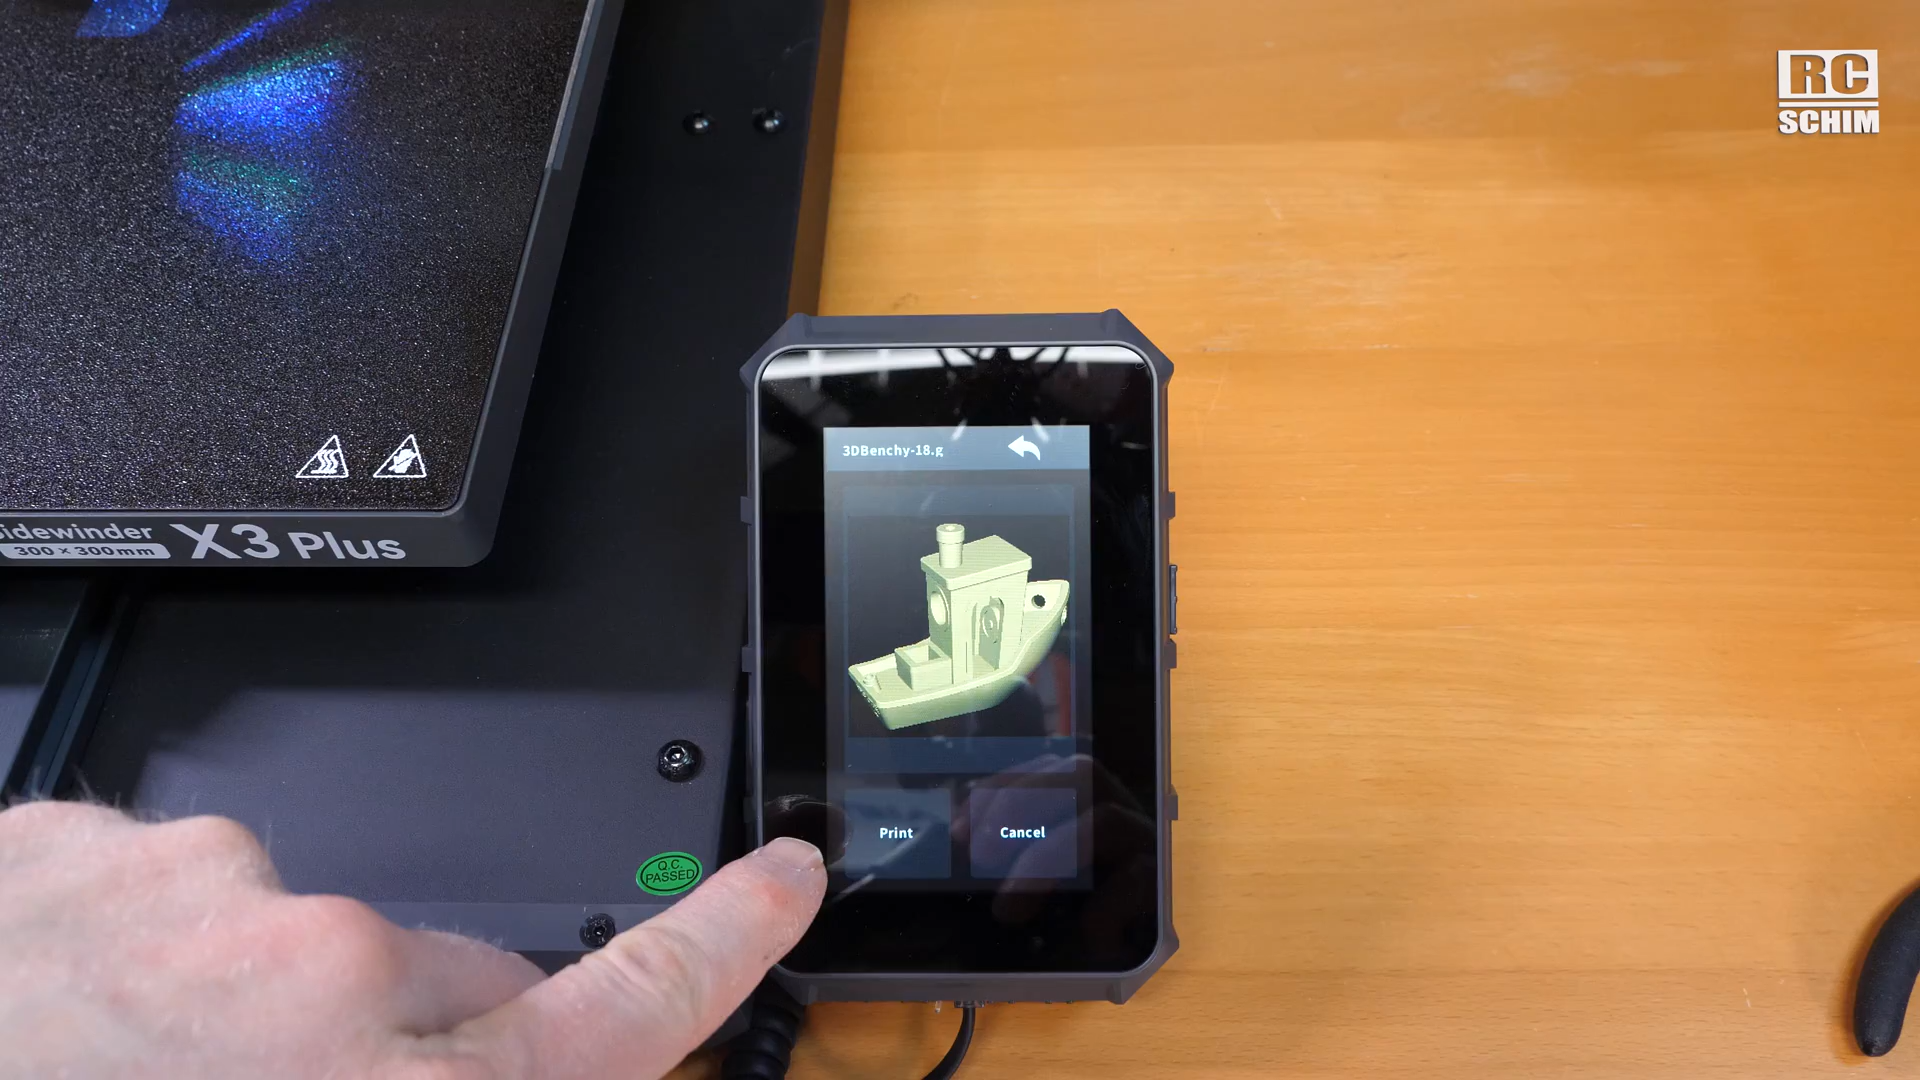 RC
SCHIM
3DBenchy-18.g
idewinder
300×300mm
X3 Plus
Print
Cancel
Q.C.
PASSED